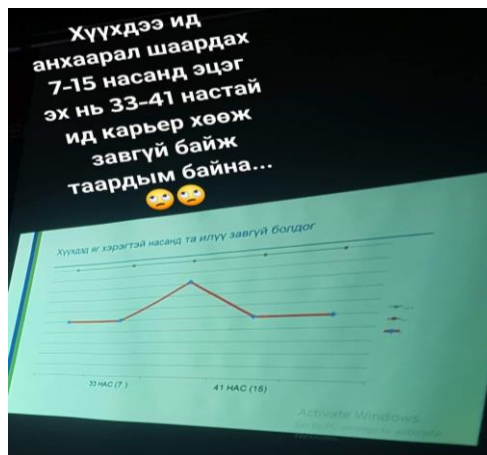 Хүүхдээ ид
анхаарал шаардах
7-15 насанд эцэг
эх нь 33-41 настай
ид карьер хөөж
завгүй байж
таардым байна...
🙄🙄
Хүүхдэд яг хэрэгтэй насанд та илүү завгүй болдог
33 НАС (7 )
41 НАС (15)
Activate Windows